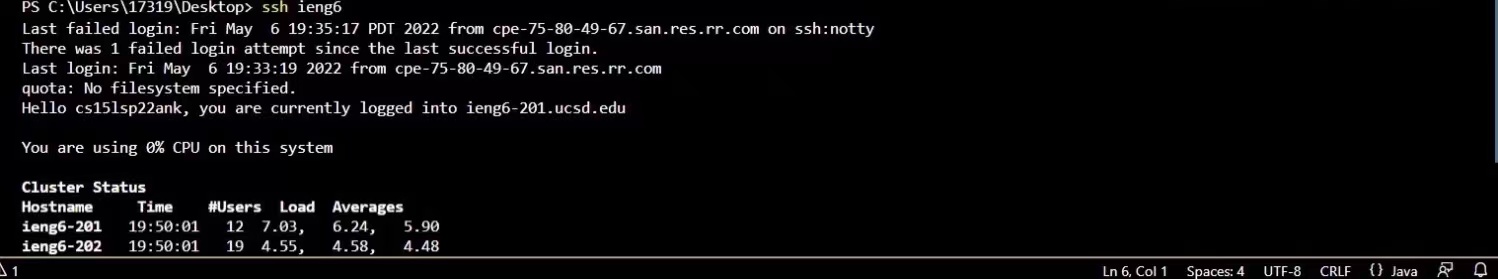 PS C:\Users\17319\Desktop> ssh ieng6
Last failed login: Fri May  6 19:35:17 PDT 2022 from cpe-75-80-49-67.san.res.rr.com on ssh:notty
There was 1 failed login attempt since the last successful login.
Last login: Fri May  6 19:33:19 2022 from cpe-75-80-49-67.san.res.rr.com
quota: No filesystem specified.
Hello cs15lsp22ank, you are currently logged into ieng6-201.ucsd.edu
You are using 0% CPU on this system
Cluster Status
Hostname     Time    #Users  Load  Averages
ieng6-201   19:50:01   12  7.03,   6.24,   5.90
ieng6-202   19:50:01   19  4.55,   4.58,   4.48
1 Ln 6, Col 1 Spaces: 4 UTF-8 CRLF {} Java